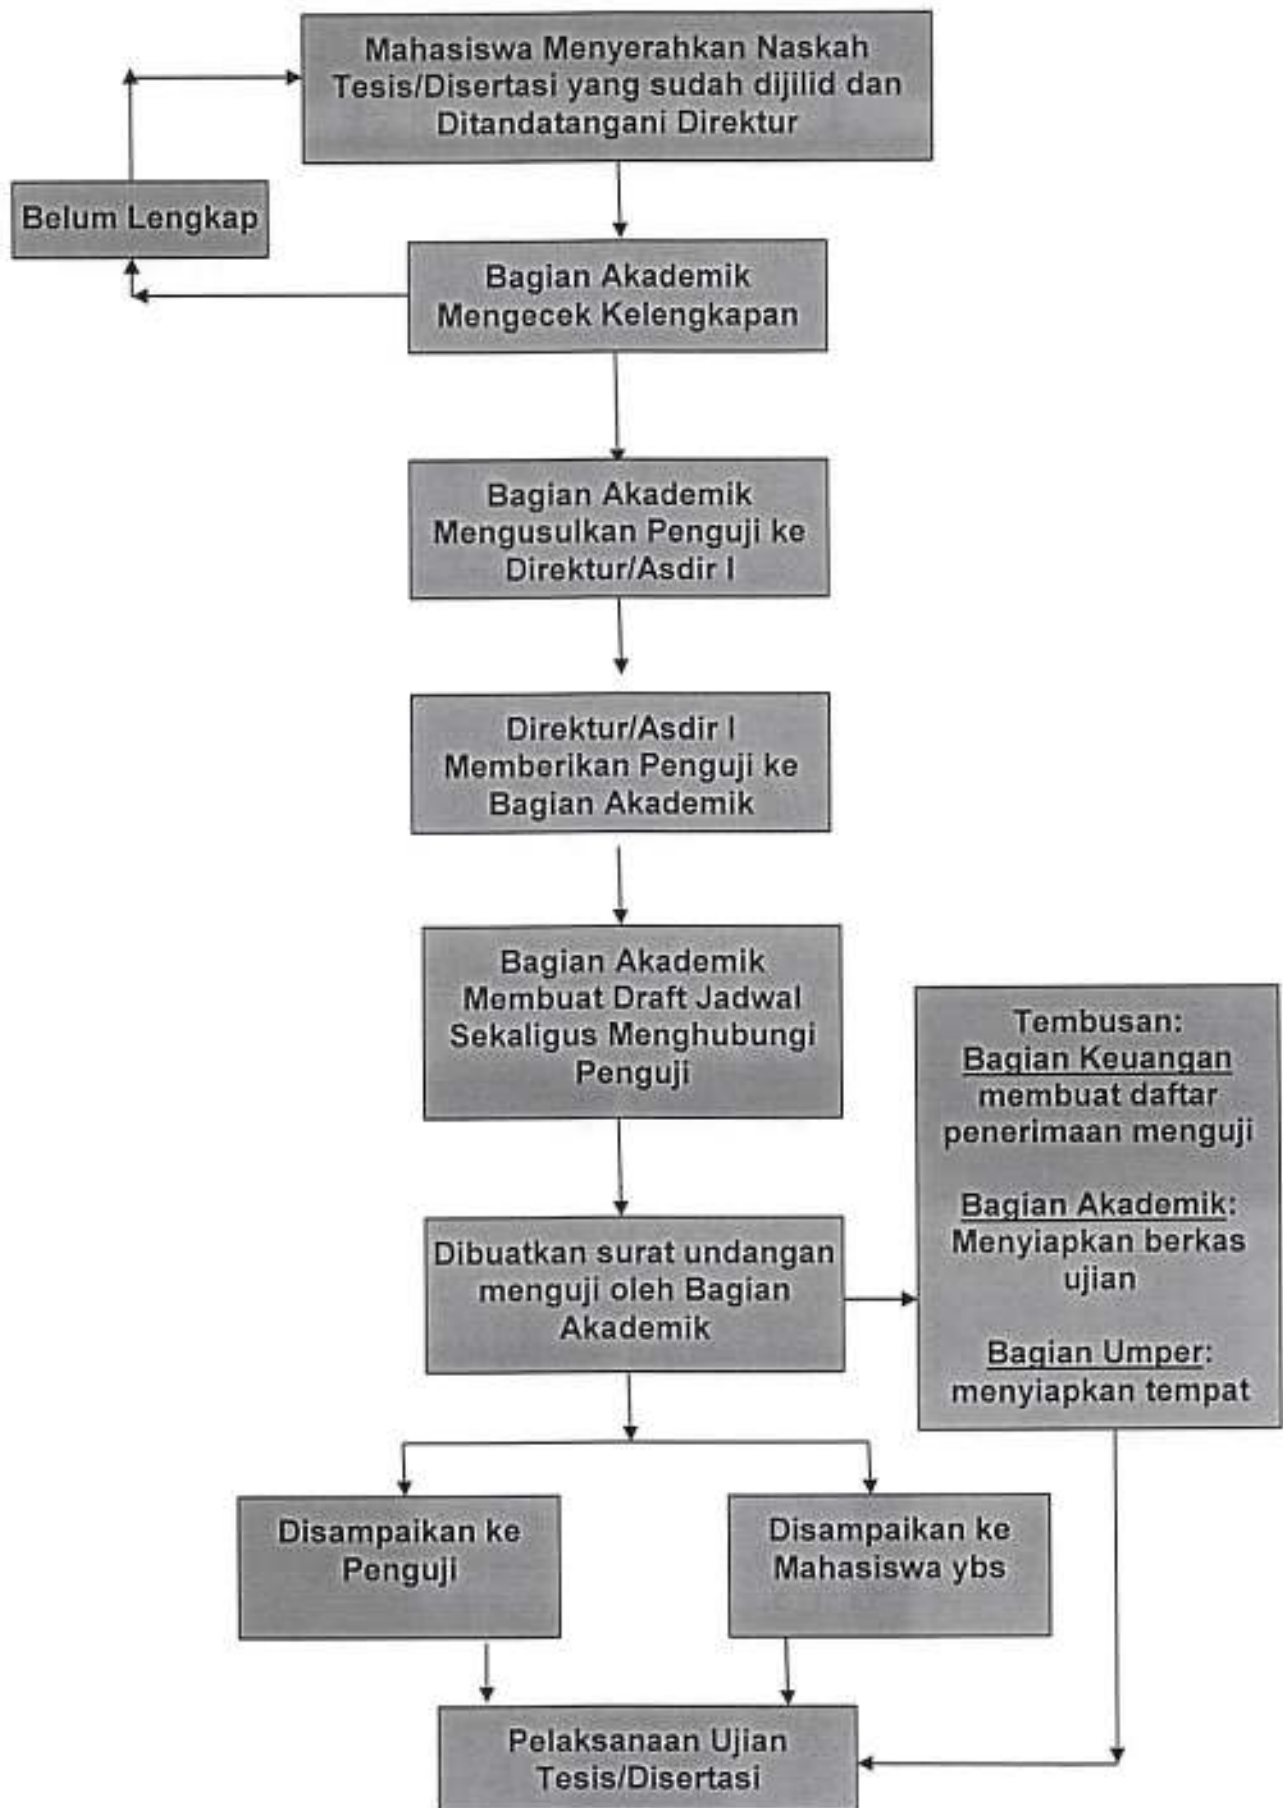 Mahasiswa Menyerahkan Naskah
Tesis/Disertasi yang sudah dijilid dan
Ditandatangani Direktur
Belum Lengkap
Bagian Akademik
Mengecek Kelengkapan
Bagian Akademik
Mengusulkan Penguji ke
Direktur/Asdir I
Direktur/Asdir I
Memberikan Penguji ke
Bagian Akademik
Bagian Akademik
Membuat Draft Jadwal
Sekaligus Menghubungi
Penguji
Tembusan:
Bagian Keuangan
membuat daftar
penerimaan menguji
Bagian Akademik:
Menyiapkan berkas
ujian
Bagian Umper:
menyiapkan tempat
Dibuatkan surat undangan
menguji oleh Bagian
Akademik
Disampaikan ke
Penguji
Disampaikan ke
Mahasiswa ybs
Pelaksanaan Ujian
Tesis/Disertasi